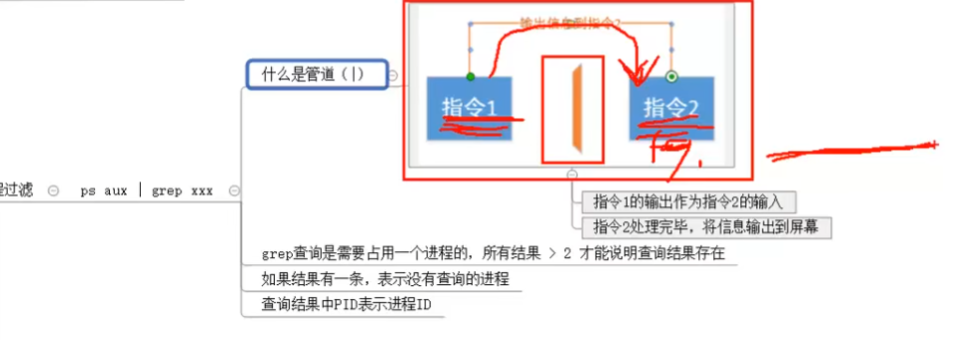 输出信息到指令2
什么是管道（|）
指令1
指令2
程过滤
ps aux | grep xxx
指令1的输出作为指令2的输入
指令2处理完毕，将信息输出到屏幕
grep查询是需要占用一个进程的，所有结果 > 2 才能说明查询结果存在
如果结果有一条，表示没有查询的进程
查询结果中PID表示进程ID